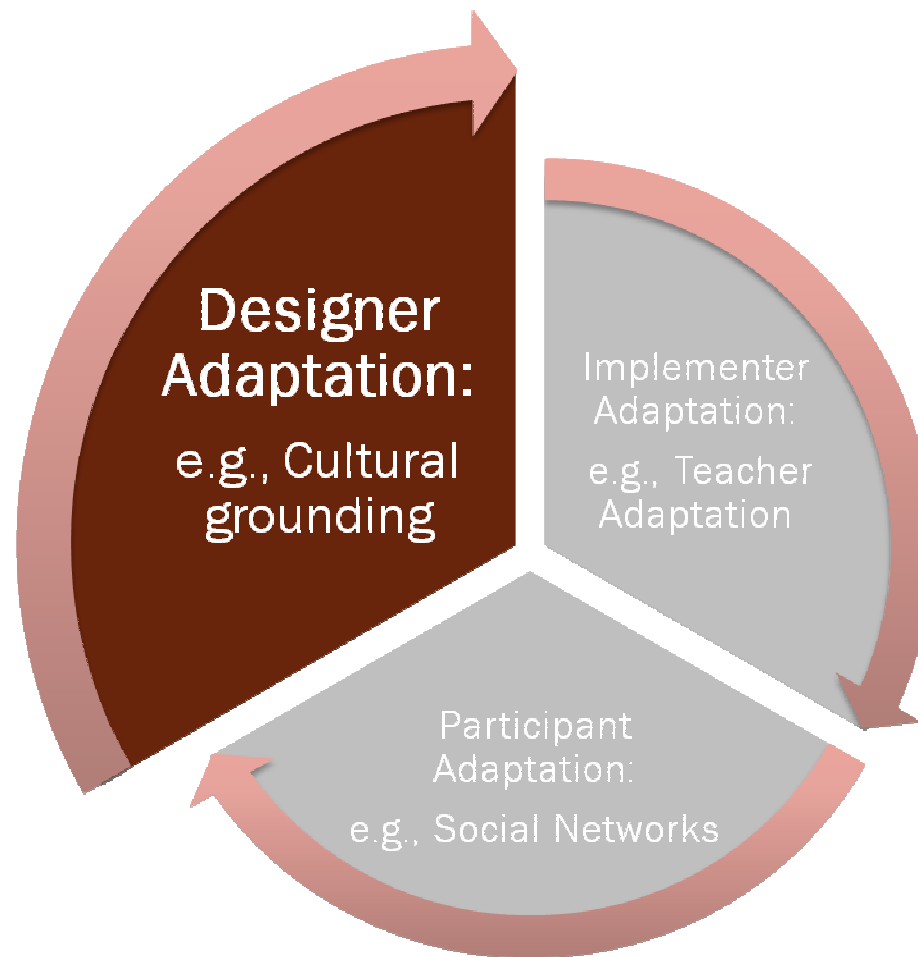 Designer
Adaptation:
e.g., Cultural
grounding
Implementer
Adaptation:
e.g., Teacher
Adaptation
Participant
Adaptation:
e.g., Social Networks